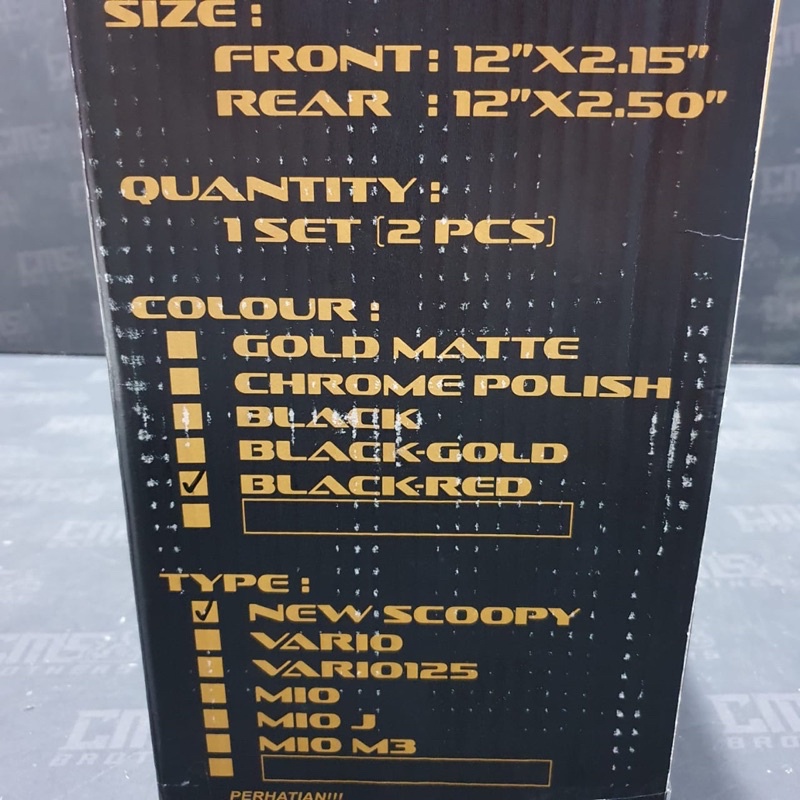 SIZE :
FRONT : 12"X2.15"
REAR : 12"X2.50"
QUANTITY :
1 SET (2 PCS)
COLOUR :
GOLD MATTE
CHROME POLISH
BLACK
BLACK-GOLD
✓ BLACK-RED
TYPE :
✓ NEW SCOOPY
VARIO
VARIO125
MIO
MIO J
MIO M3
PERHATIAN!!!